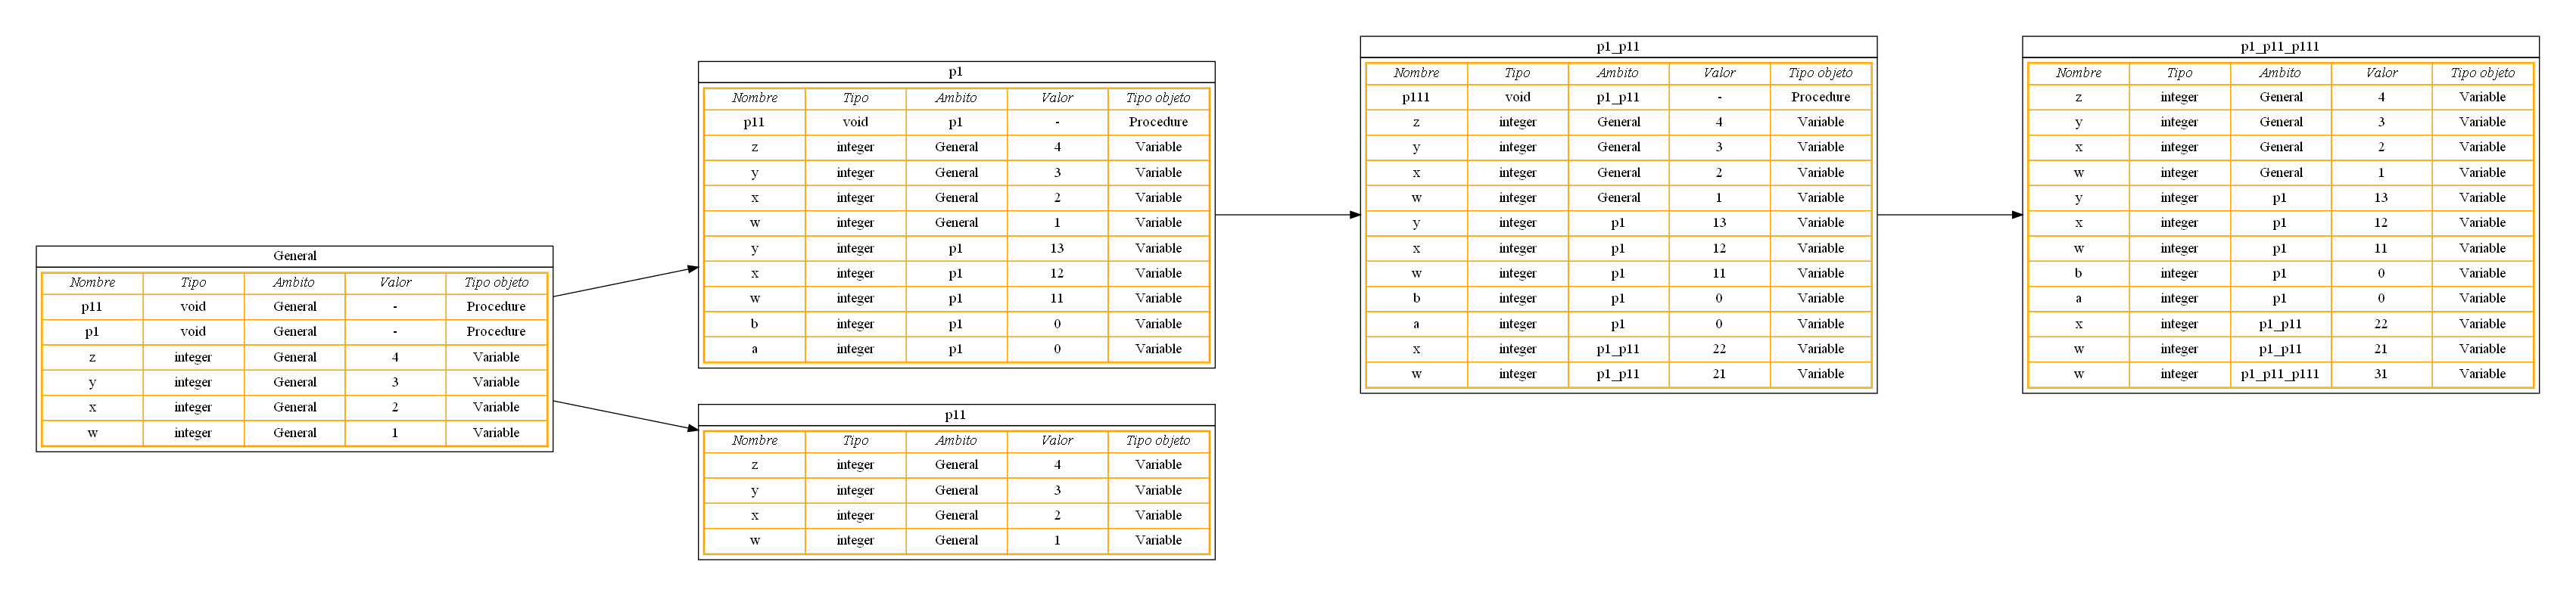 General
Nombre Tipo Ambito Valor Tipo objeto
p11 void General - Procedure
p1 void General - Procedure
z integer General 4 Variable
y integer General 3 Variable
x integer General 2 Variable
w integer General 1 Variable
p1
Nombre Tipo Ambito Valor Tipo objeto
p11 void p1 - Procedure
z integer General 4 Variable
y integer General 3 Variable
x integer General 2 Variable
w integer General 1 Variable
y integer p1 13 Variable
x integer p1 12 Variable
w integer p1 11 Variable
b integer p1 0 Variable
a integer p1 0 Variable
p11
Nombre Tipo Ambito Valor Tipo objeto
z integer General 4 Variable
y integer General 3 Variable
x integer General 2 Variable
w integer General 1 Variable
p1_p11
Nombre Tipo Ambito Valor Tipo objeto
p111 void p1_p11 - Procedure
z integer General 4 Variable
y integer General 3 Variable
x integer General 2 Variable
w integer General 1 Variable
y integer p1 13 Variable
x integer p1 12 Variable
w integer p1 11 Variable
b integer p1 0 Variable
a integer p1 0 Variable
x integer p1_p11 22 Variable
w integer p1_p11 21 Variable
p1_p11_p111
Nombre Tipo Ambito Valor Tipo objeto
z integer General 4 Variable
y integer General 3 Variable
x integer General 2 Variable
w integer General 1 Variable
y integer p1 13 Variable
x integer p1 12 Variable
w integer p1 11 Variable
b integer p1 0 Variable
a integer p1 0 Variable
x integer p1_p11 22 Variable
w integer p1_p11 21 Variable
w integer p1_p11_p111 31 Variable